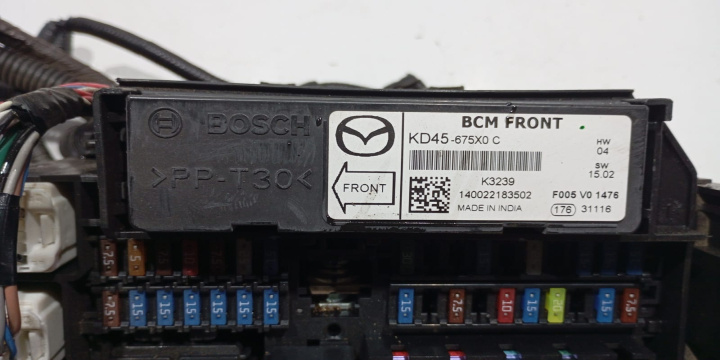 BOSCH
>PP-T30<
FRONT
BCM FRONT
KD45-675X0 C
HW
04
SW
15.02
K3239
140022183502
F005 V0 1476
MADE IN INDIA
176 31116
7.5
5
7.5
15
15
15
15
15
15
15
7.5
10
15
15
7.5